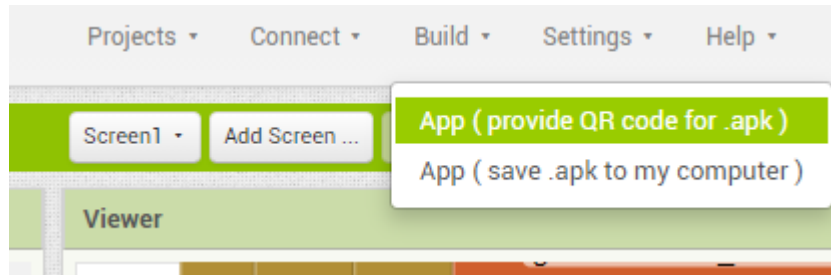 Projects Connect Build Settings Help
Screen1 Add Screen ...
App ( provide QR code for .apk )
App ( save .apk to my computer )
Viewer